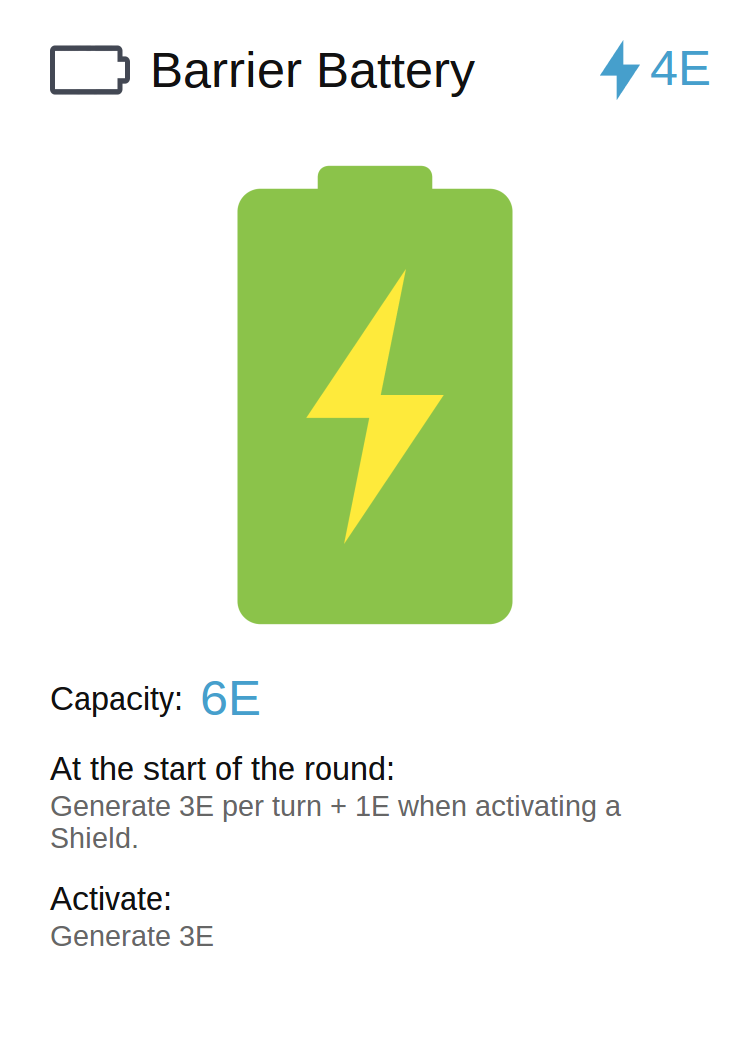 Barrier Battery 4E
Capacity: 6E
At the start of the round:
Generate 3E per turn + 1E when activating a
Shield.
Activate:
Generate 3E